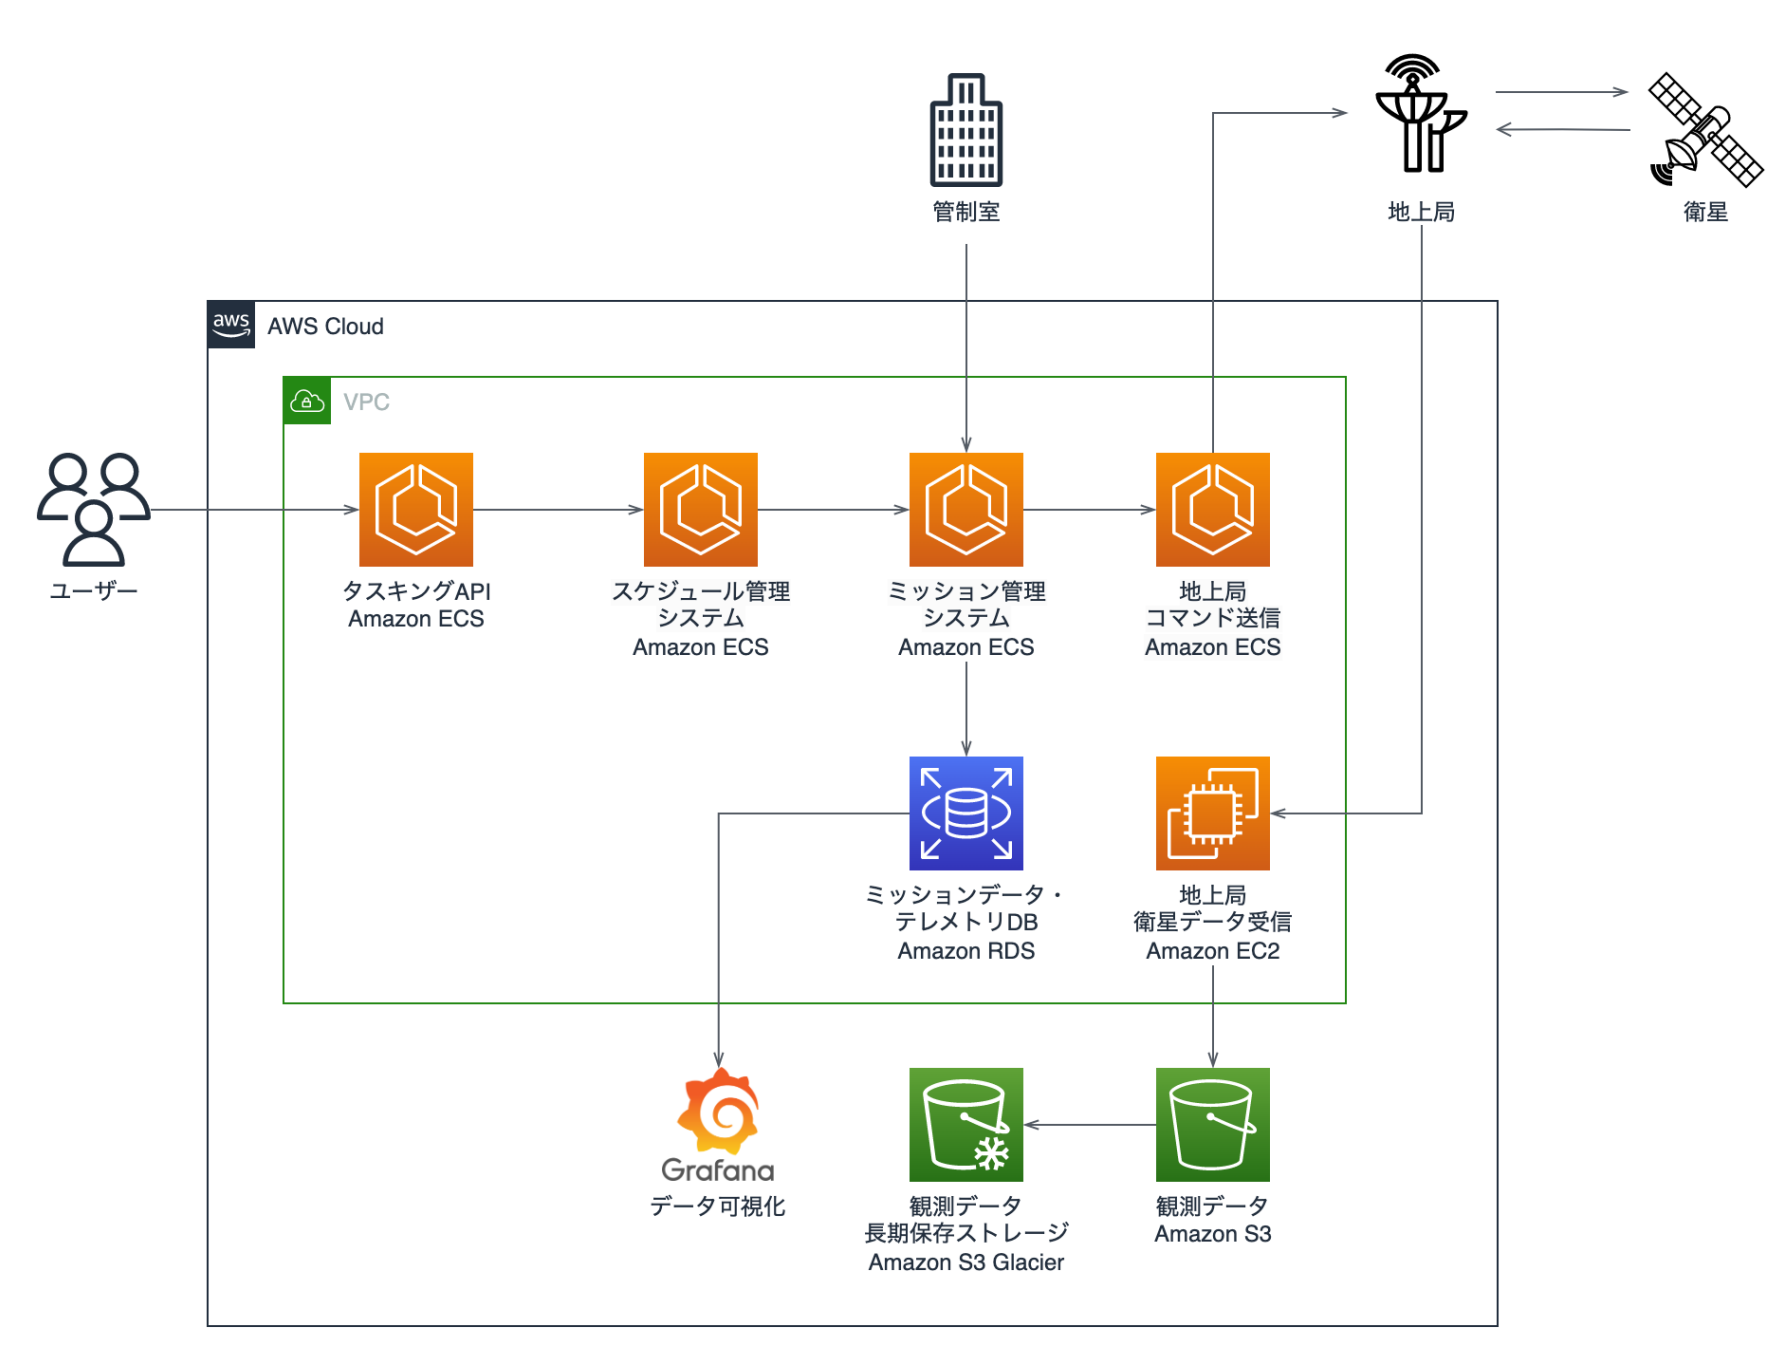 管制室
地上局
衛星
aws
AWS Cloud
VPC
ユーザー
タスキングAPI
Amazon ECS
スケジュール管理
システム
Amazon ECS
ミッション管理
システム
Amazon ECS
地上局
コマンド送信
Amazon ECS
ミッションデータ・
テレメトリDB
Amazon RDS
地上局
衛星データ受信
Amazon EC2
Grafana
データ可視化
観測データ
長期保存ストレージ
Amazon S3 Glacier
観測データ
Amazon S3